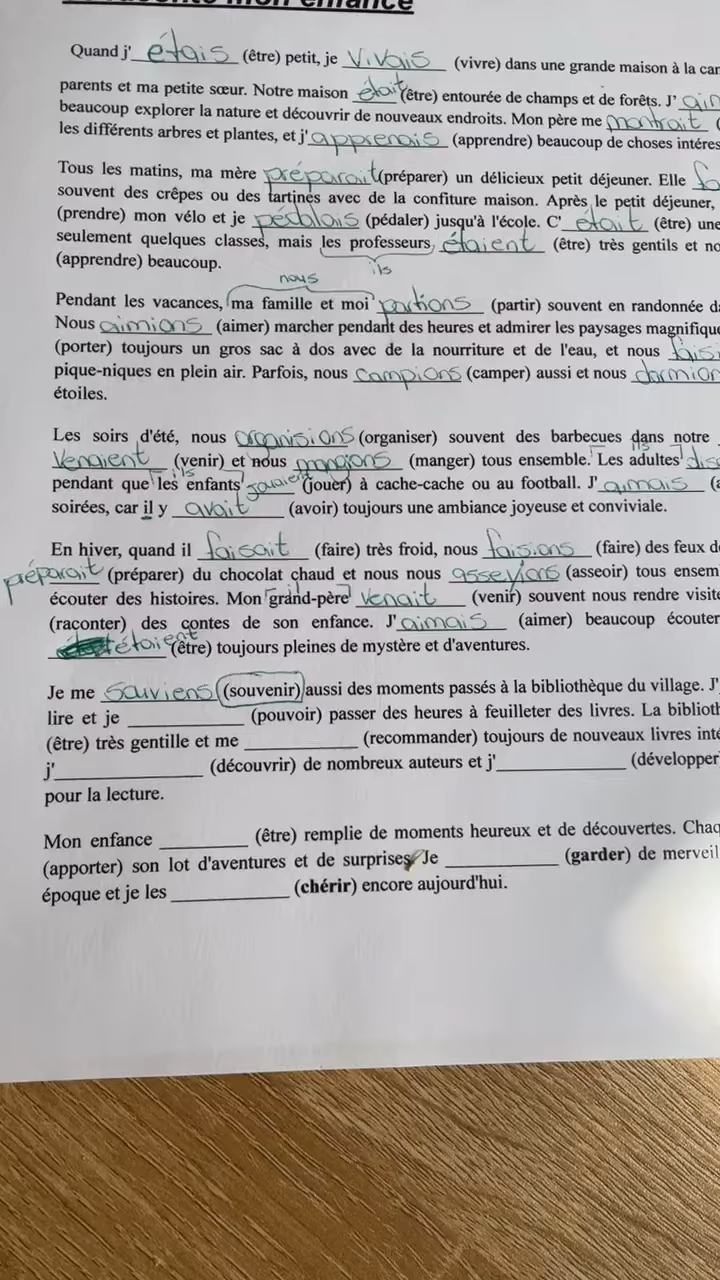 mon enfance
Quand j' étais (être) petit, je vivais (vivre) dans une grande maison à la
parents et ma petite sœur. Notre maison était (être) entourée de champs et de forêts. J'
beaucoup explorer la nature et découvrir de nouveaux endroits. Mon père me montrait (
les différents arbres et plantes, et j' apprenais (apprendre) beaucoup de choses
Tous les matins, ma mère préparait (préparer) un délicieux petit déjeuner. Elle
souvent des crêpes ou des tartines avec de la confiture maison. Après le petit déjeuner,
(prendre) mon vélo et je pédalais (pédaler) jusqu'à l'école. C' était (être) une
seulement quelques classes, mais les professeurs étaient (être) très gentils et
ils
(apprendre) beaucoup.
nous
Pendant les vacances, ma famille et moi partions (partir) souvent en randonnée
Nous aimions (aimer) marcher pendant des heures et admirer les paysages
(porter) toujours un gros sac à dos avec de la nourriture et de l'eau, et nous
pique-niques en plein air. Parfois, nous campions (camper) aussi et nous dormion
étoiles.
Les soirs d'été, nous organisions (organiser) souvent des barbecues dans notre
ils
venaient (venir) et nous mangions (manger) tous ensemble. Les adultes
ils
pendant que les enfants jouaient (jouer) à cache-cache ou au football. J' aimais (
soirées, car il y avait (avoir) toujours une ambiance joyeuse et conviviale.
En hiver, quand il faisait (faire) très froid, nous faisions (faire) des feux
préparait (préparer) du chocolat chaud et nous nous asseyions (asseoir) tous
écouter des histoires. Mon grand-père venait (venir) souvent nous rendre visite
(raconter) des contes de son enfance. J' aimais (aimer) beaucoup écouter
étaient (être) toujours pleines de mystère et d'aventures.
Je me souviens (souvenir) aussi des moments passés à la bibliothèque du village. J'
lire et je (pouvoir) passer des heures à feuilleter des livres. La
(être) très gentille et me (recommander) toujours de nouveaux livres
j' (découvrir) de nombreux auteurs et j' (développer
pour la lecture.
Mon enfance (être) remplie de moments heureux et de découvertes.
(apporter) son lot d'aventures et de surprises. Je (garder) de
époque et je les (chérir) encore aujourd'hui.